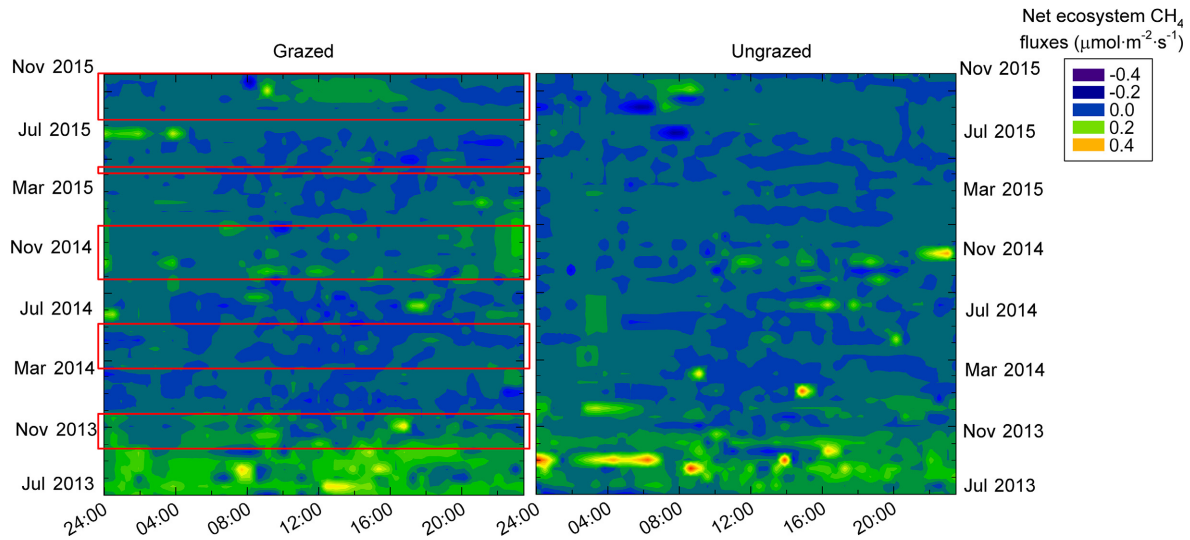 Net ecosystem CH₄
fluxes (μmol·m⁻²·s⁻¹)
-0.4
-0.2
0.0
0.2
0.4
Grazed
Ungrazed
Nov 2015
Jul 2015
Mar 2015
Nov 2014
Jul 2014
Mar 2014
Nov 2013
Jul 2013
Nov 2015
Jul 2015
Mar 2015
Nov 2014
Jul 2014
Mar 2014
Nov 2013
Jul 2013
24:00 04:00 08:00 12:00 16:00 20:00 24:00 04:00 08:00 12:00 16:00 20:00